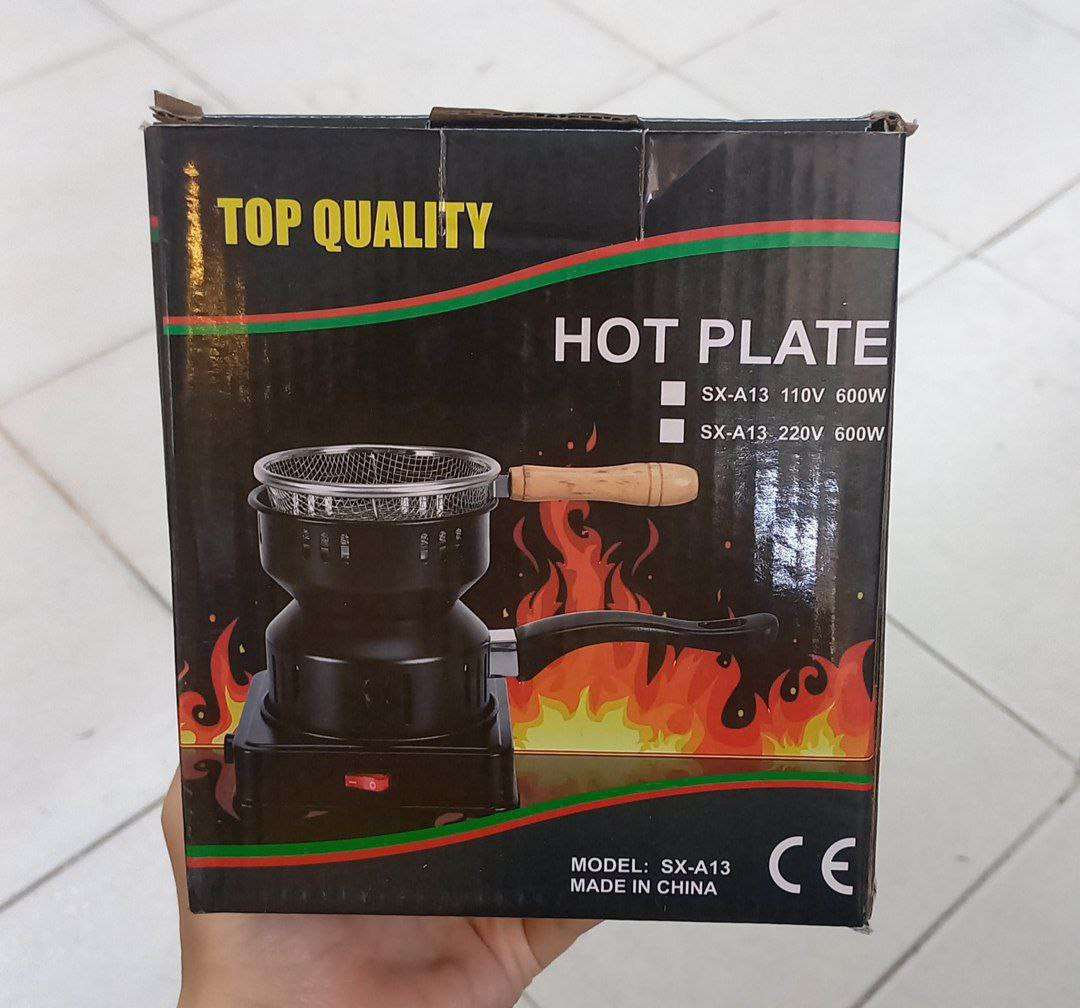 TOP QUALITY
HOT PLATE
SX-A13 110V 600W
SX-A13 220V 600W
MODEL: SX-A13
MADE IN CHINA
CE